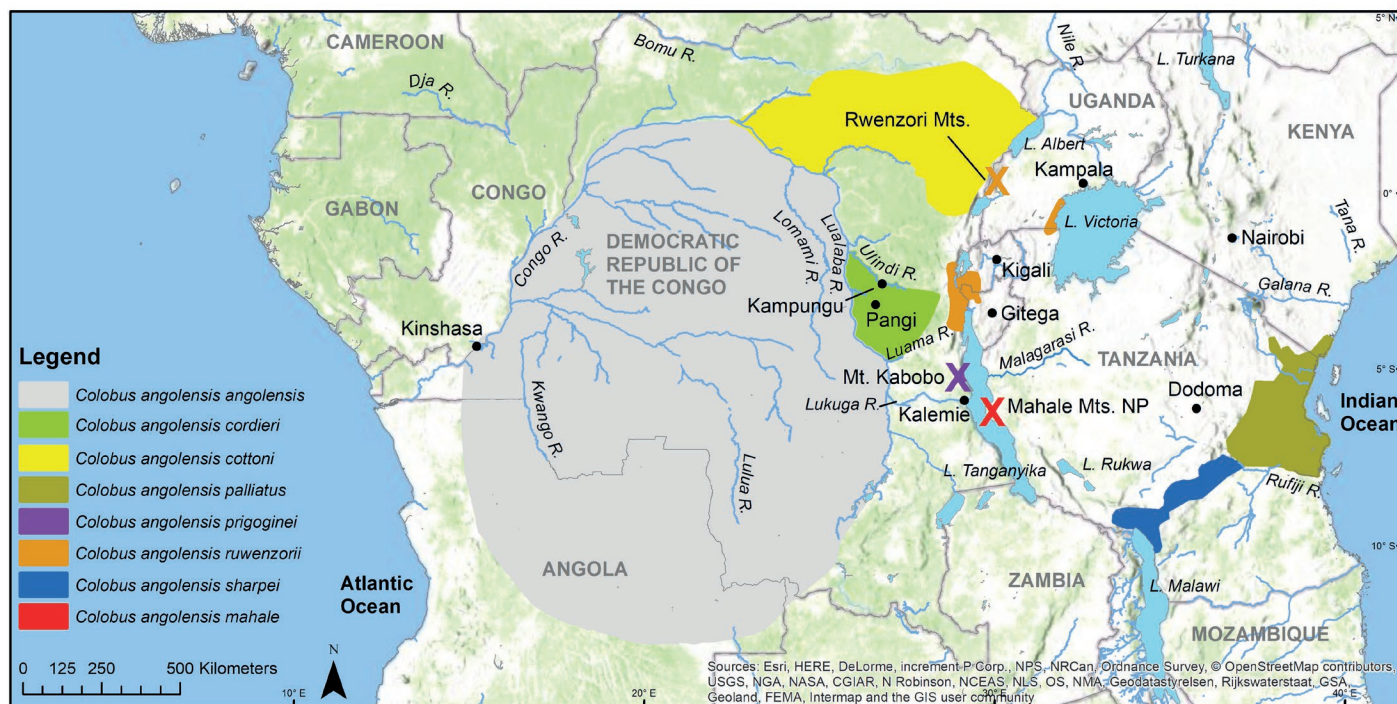 5° N
CAMEROON
Bomu R.
Nile R.
L. Turkana
Dja R.
UGANDA
Rwenzori Mts.
KENYA
L. Albert
Kampala
CONGO
GABON
0°
L. Victoria
Tana R.
Lomami R.
Lualaba R.
Nairobi
DEMOCRATIC
REPUBLIC OF
THE CONGO
Congo R.
Ulindi R.
Kigali
Galana R.
Kampungu
Pangi
Gitega
Kinshasa
Luama R.
Malagarasi R.
TANZANIA
5° S
Legend
Colobus angolensis angolensis
Colobus angolensis cordieri
Colobus angolensis cottoni
Colobus angolensis palliatus
Colobus angolensis prigoginei
Colobus angolensis ruwenzorii
Colobus angolensis sharpei
Colobus angolensis mahale
Mt. Kabobo
Dodoma
Indian
Ocean
Kwango R.
Lukuga R.
Kalemie
Mahale Mts. NP
Lulua R.
L. Tanganyika
L. Rukwa
Rufiji R.
10° S
ANGOLA
Atlantic
Ocean
ZAMBIA
L. Malawi
MOZAMBIQUE
N
0 125 250 500 Kilometers
10° E
20° E
30° E
40° E
Sources: Esri, HERE, DeLorme, increment P Corp., NPS, NRCan, Ordnance Survey, © OpenStreetMap contributors,
USGS, NGA, NASA, CGIAR, N Robinson, NCEAS, NLS, OS, NMA, Geodatastyrelsen, Rijkswaterstaat, GSA,
Geoland, FEMA, Intermap and the GIS user community